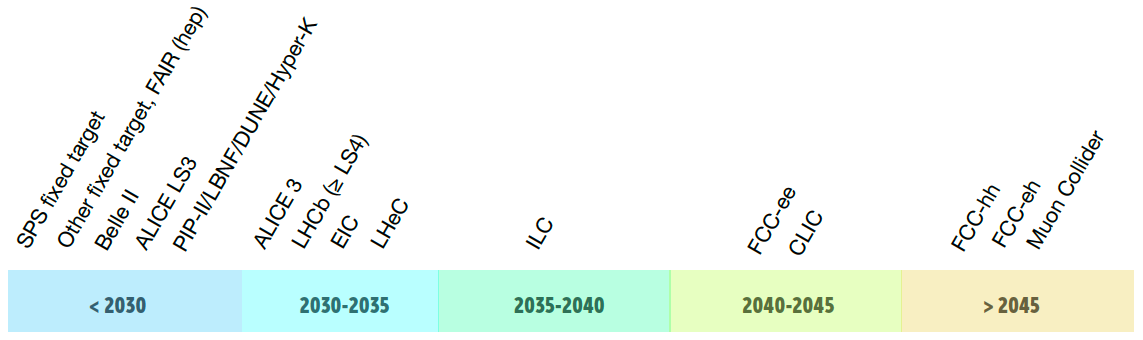 SPS fixed target
Other fixed target, FAIR (hep)
Belle II
ALICE LS3
PIP-II/LBNF/DUNE/Hyper-K
ALICE 3
LHCb (≥ LS4)
EIC
LHeC
ILC
FCC-ee
CLIC
FCC-hh
FCC-eh
Muon Collider
< 2030
2030-2035
2035-2040
2040-2045
> 2045